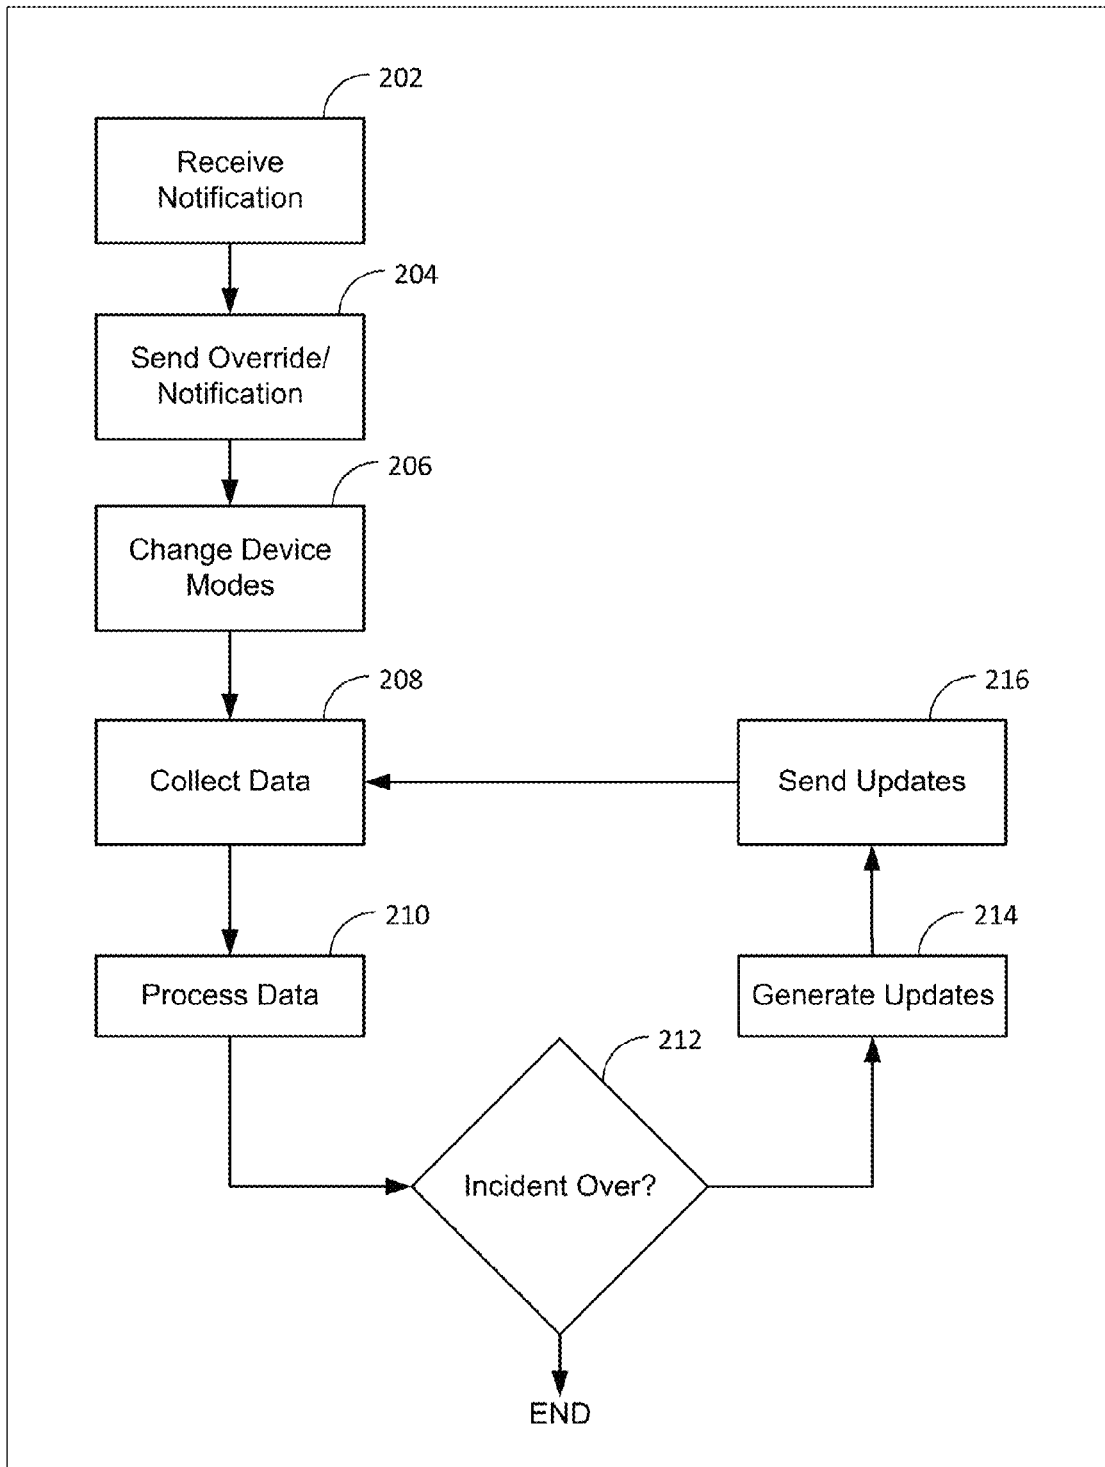 202
Receive
Notification
204
Send Override/
Notification
206
Change Device
Modes
208
Collect Data
216
Send Updates
210
Process Data
214
Generate Updates
212
Incident Over?
END